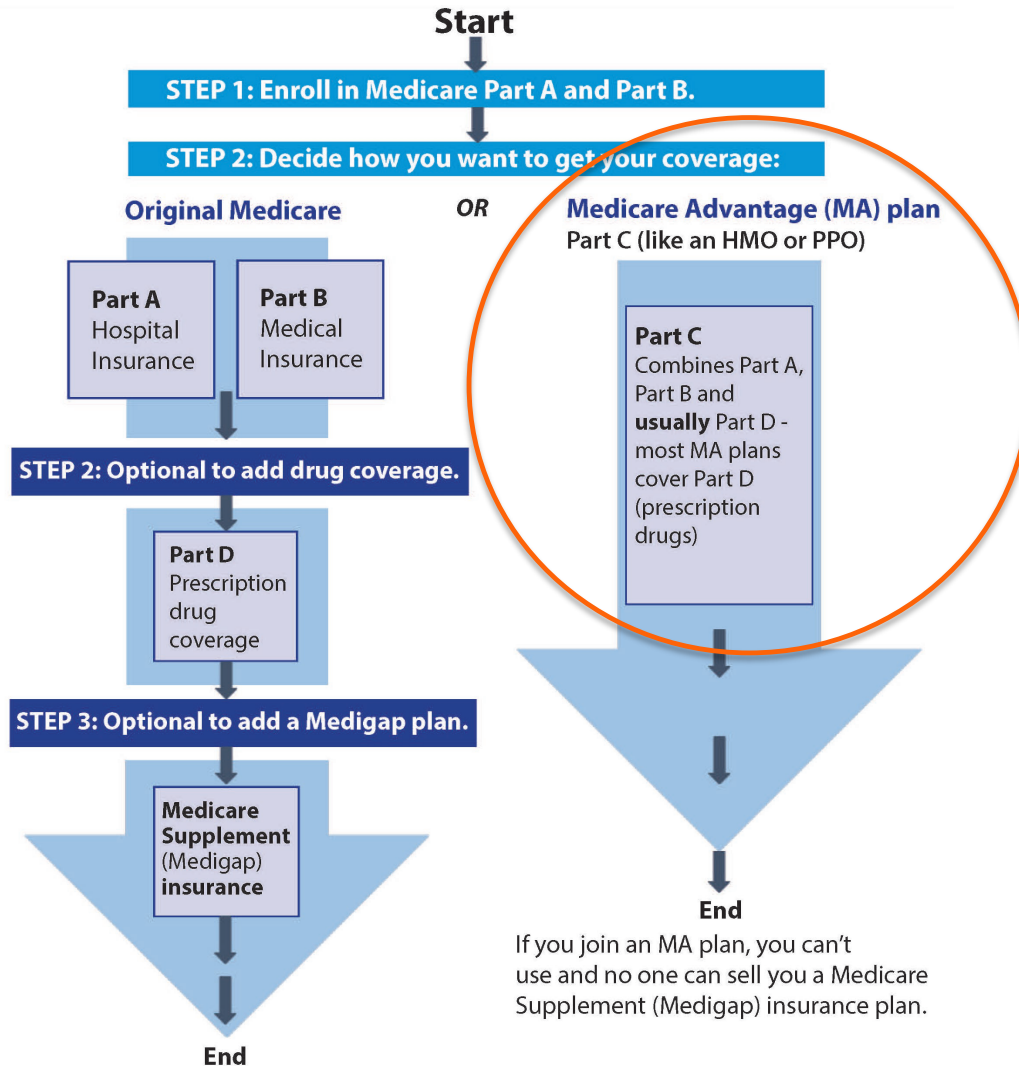 Start
STEP 1: Enroll in Medicare Part A and Part B.
STEP 2: Decide how you want to get your coverage:
Original Medicare
OR
Medicare Advantage (MA) plan
Part C (like an HMO or PPO)
Part A
Hospital
Insurance
Part B
Medical
Insurance
STEP 2: Optional to add drug coverage.
Part D
Prescription
drug
coverage
STEP 3: Optional to add a Medigap plan.
Medicare
Supplement
(Medigap)
insurance
End
Part C
Combines Part A,
Part B and
usually Part D -
most MA plans
cover Part D
(prescription
drugs)
End
If you join an MA plan, you can’t
use and no one can sell you a Medicare
Supplement (Medigap) insurance plan.